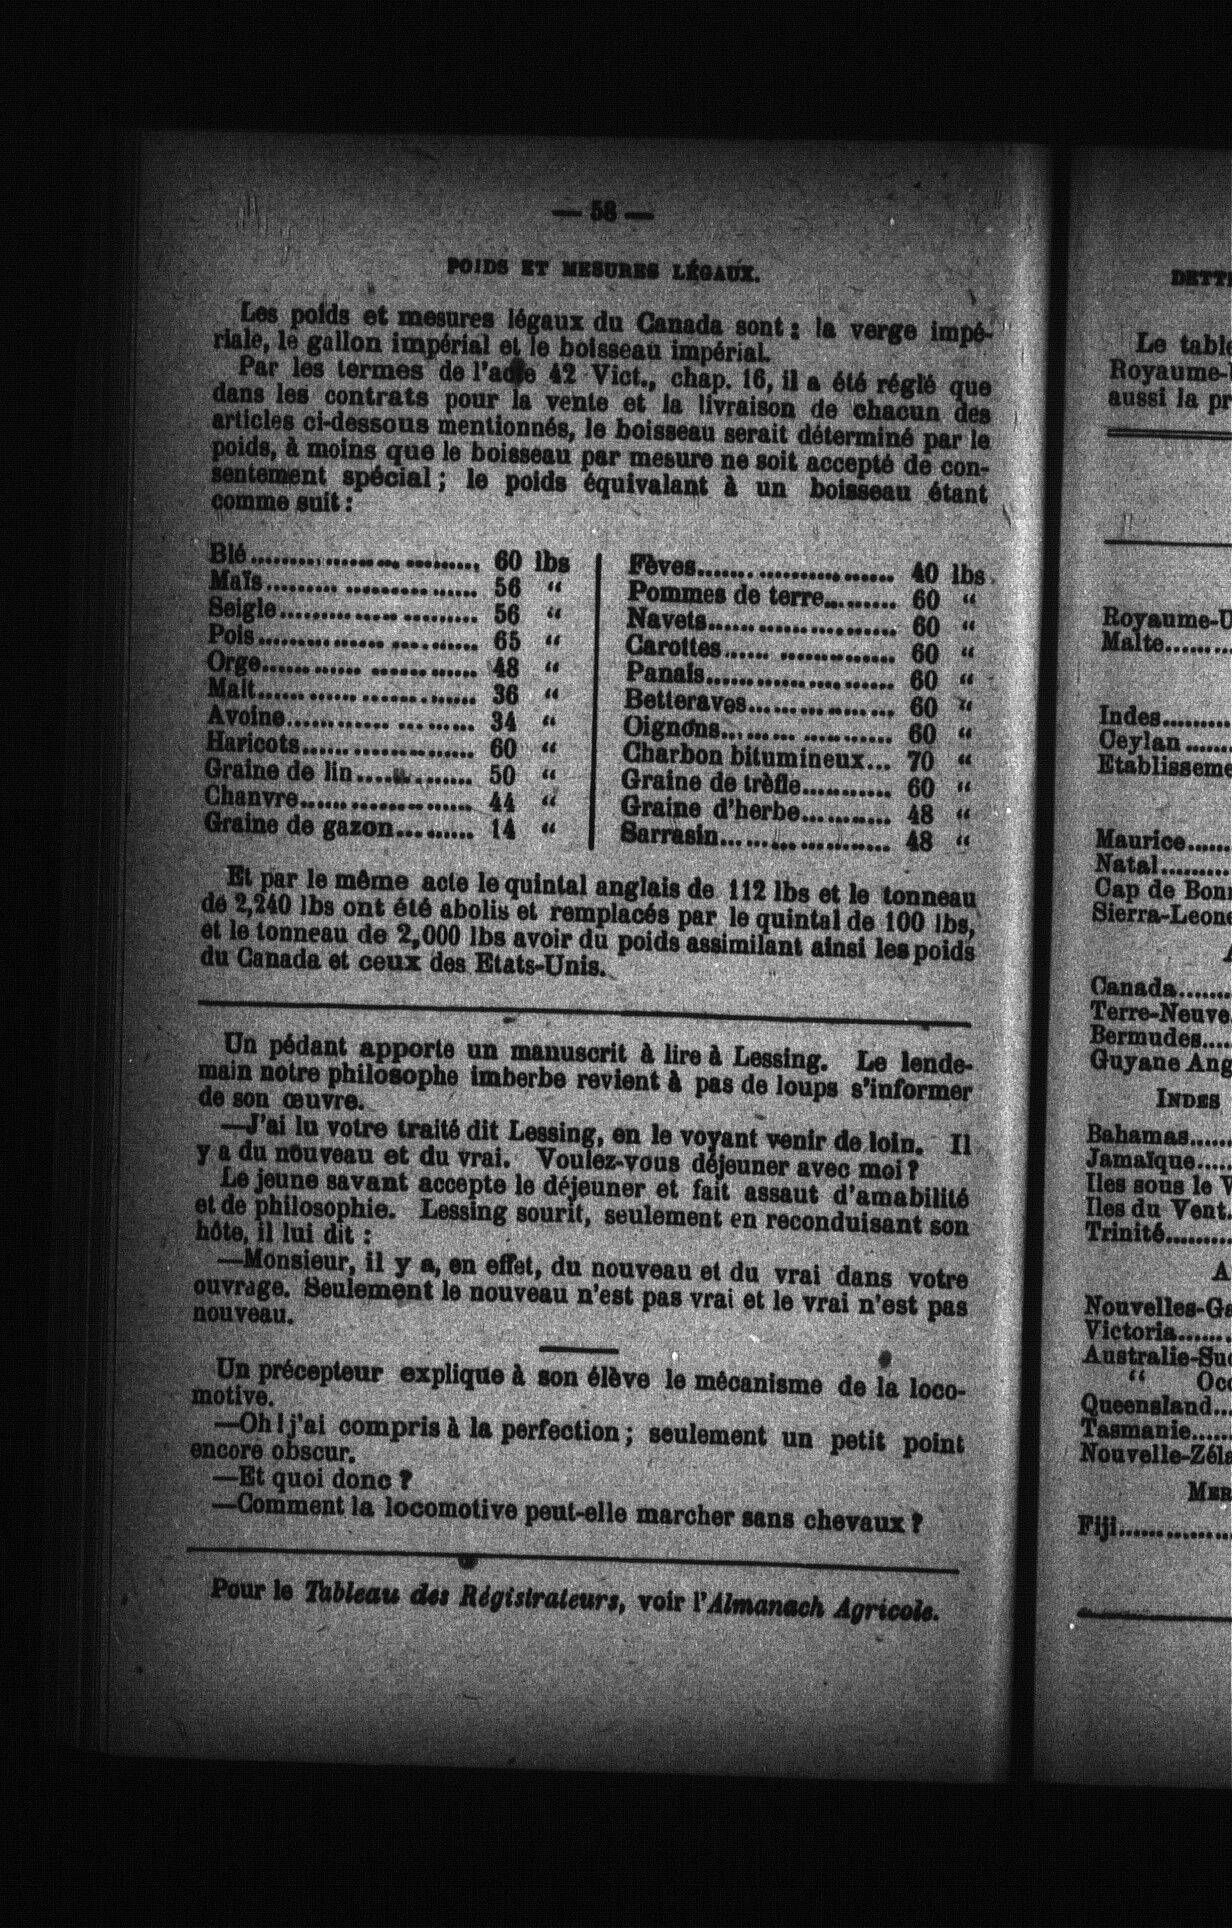 — 58 —
POIDS ET MESURES LÉGAUX.
Les poids et mesures légaux du Canada sont : la verge impé-
riale, le gallon impérial et le boisseau impérial.
Par les termes de l'acte 42 Vict., chap. 16, il a été réglé que
dans les contrats pour la vente et la livraison de chacun des
articles ci-dessous mentionnés, le boisseau serait déterminé par le
poids, à moins que le boisseau par mesure ne soit accepté de con-
sentement spécial ; le poids équivalant à un boisseau étant
comme suit :
Blé.............................. 60 lbs
Maïs............................ 56 “
Seigle.......................... 56 “
Pois............................. 65 “
Orge............................ 48 “
Malt............................. 36 “
Avoine......................... 34 “
Haricots....................... 60 “
Graine de lin................ 50 “
Chanvre....................... 44 “
Graine de gazon.......... 14 “
Fèves.......................... 40 lbs.
Pommes de terre......... 60 “
Navets......................... 60 “
Carottes....................... 60 “
Panais.......................... 60 “
Betteraves................... 60 “
Oignons....................... 60 “
Charbon bitumineux... 70 “
Graine de trèfle............ 60 “
Graine d'herbe............ 48 “
Sarrasin....................... 48 “
Et par le même acte le quintal anglais de 112 lbs et le tonneau
de 2,240 lbs ont été abolis et remplacés par le quintal de 100 lbs,
et le tonneau de 2,000 lbs avoir du poids assimilant ainsi les poids
du Canada et ceux des Etats-Unis.
Un pédant apporte un manuscrit à lire à Lessing. Le lende-
main notre philosophe imberbe revient à pas de loups s'informer
de son œuvre.
—J'ai lu votre traité dit Lessing, en le voyant venir de loin. Il
y a du nouveau et du vrai. Voulez-vous déjeuner avec moi ?
Le jeune savant accepte le déjeuner et fait assaut d'amabilité
et de philosophie. Lessing sourit, seulement en reconduisant son
hôte, il lui dit :
—Monsieur, il y a, en effet, du nouveau et du vrai dans votre
ouvrage. Seulement le nouveau n'est pas vrai et le vrai n'est pas
nouveau.
Un précepteur explique à son élève le mécanisme de la loco-
motive.
—Oh ! j'ai compris à la perfection ; seulement un petit point
encore obscur.
—Et quoi donc ?
—Comment la locomotive peut-elle marcher sans chevaux ?
Pour le Tableau des Régistrateurs, voir l'Almanach Agricole.
DETTE
Le table
Royaume-
aussi la pr
Royaume-U
Malte.........
Indes.........
Ceylan ......
Etablisseme
Maurice......
Natal.........
Cap de Bon
Sierra-Leone
A
Canada......
Terre-Neuve.
Bermudes....
Guyane Ang
INDES
Bahamas......
Jamaïque.....
Iles sous le V
Iles du Vent.
Trinité.........
A
Nouvelles-Ga
Victoria......
Australie-Su
“ Occ
Queensland...
Tasmanie.....
Nouvelle-Zéla
MER
Fiji.............